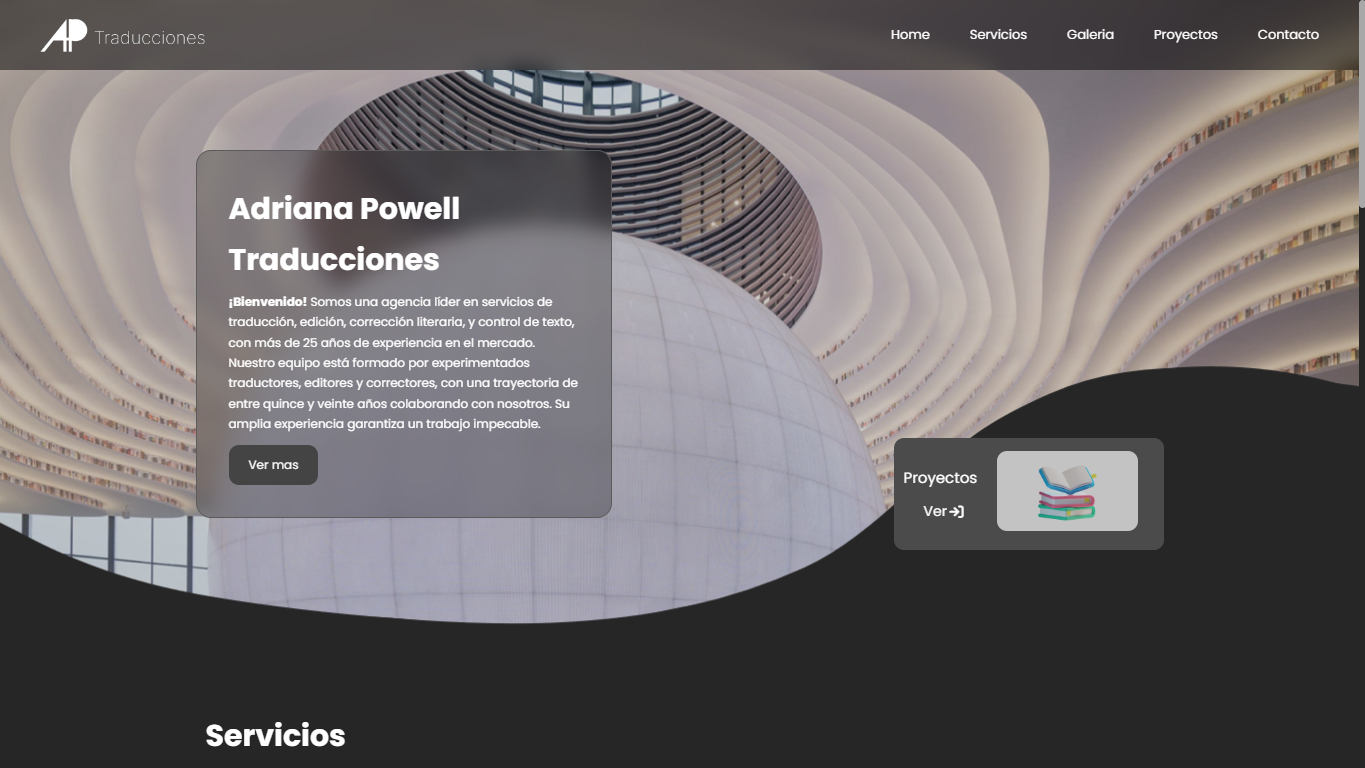 AP Traducciones
Home Servicios Galeria Proyectos Contacto
Adriana Powell
Traducciones
¡Bienvenido! Somos una agencia líder en servicios de
traducción, edición, corrección literaria, y control de texto,
con más de 25 años de experiencia en el mercado.
Nuestro equipo está formado por experimentados
traductores, editores y correctores, con una trayectoria de
entre quince y veinte años colaborando con nosotros. Su
amplia experiencia garantiza un trabajo impecable.
Ver mas
Proyectos
Ver
Servicios